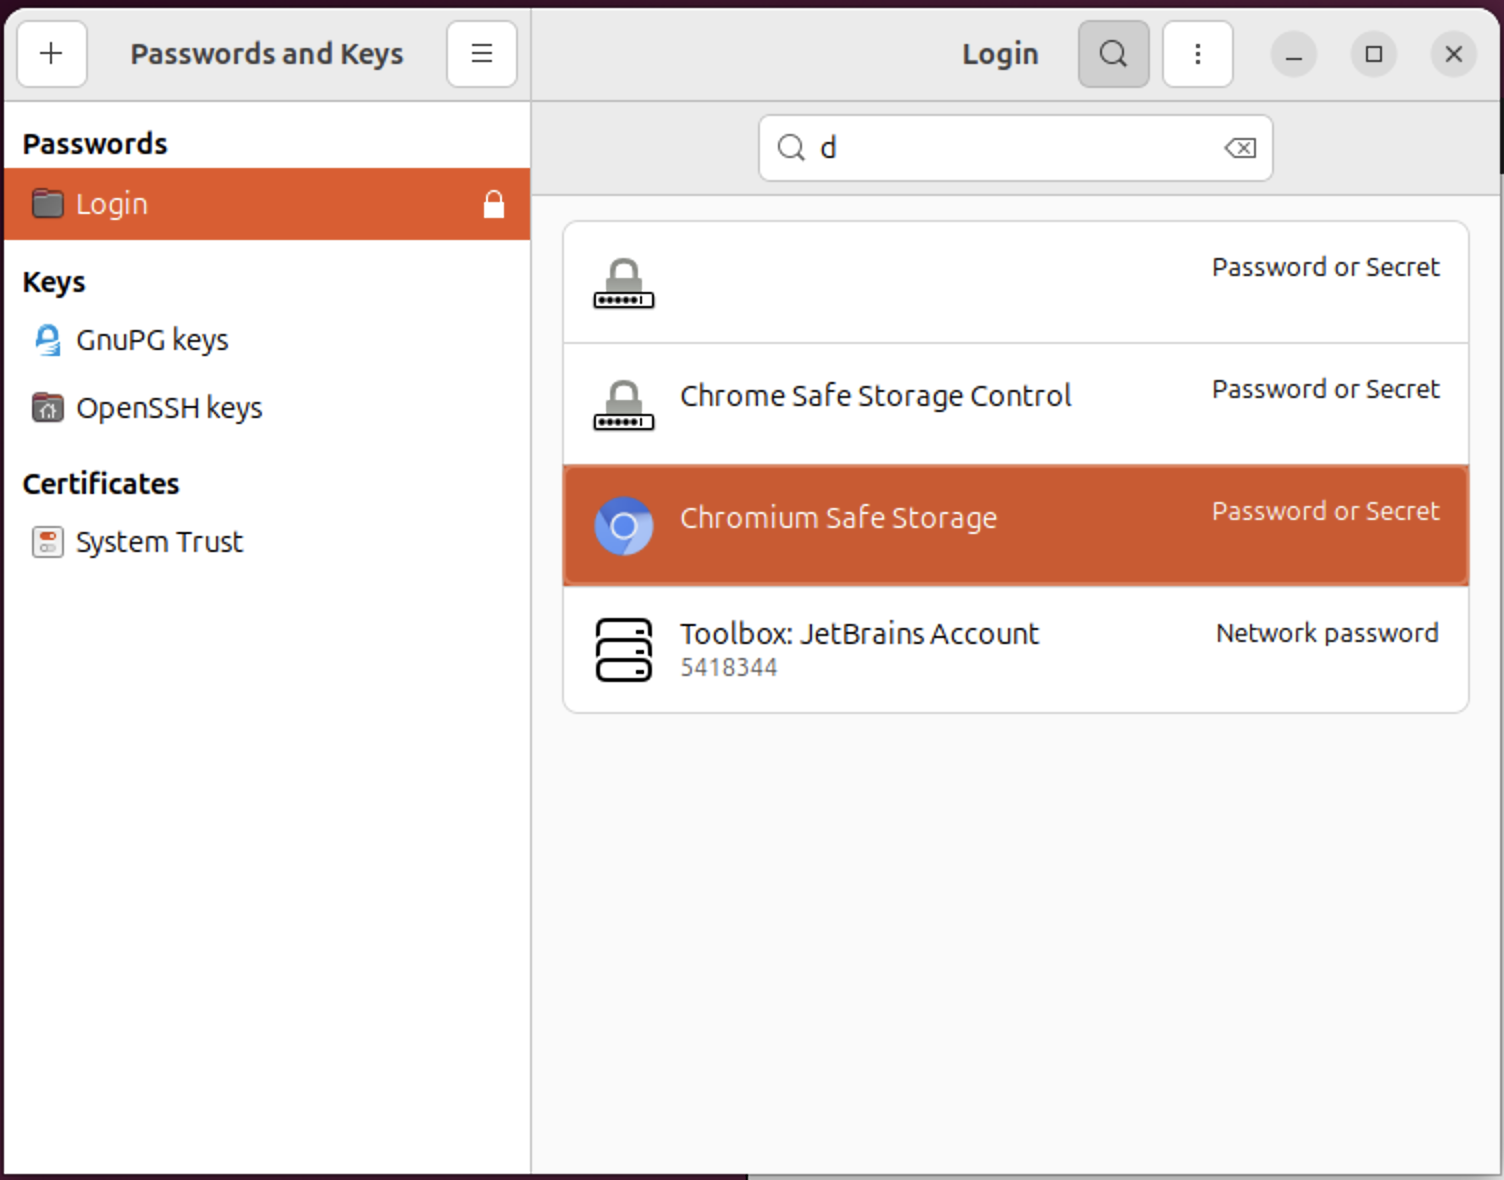 Passwords and Keys
Login
d
Passwords
Login
Keys
GnuPG keys
OpenSSH keys
Certificates
System Trust
Password or Secret
Chrome Safe Storage Control
Password or Secret
Chromium Safe Storage
Password or Secret
Toolbox: JetBrains Account
Network password
5418344